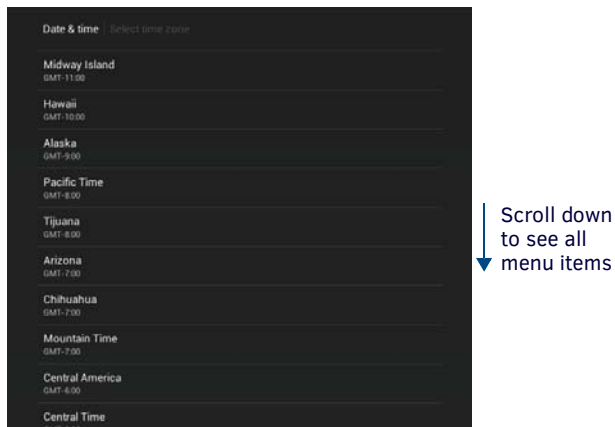 Date & time | Select time zone
Midway Island
GMT-11:00
Hawaii
GMT-10:00
Alaska
GMT-9:00
Pacific Time
GMT-8:00
Tijuana
GMT-8:00
Arizona
GMT-7:00
Chihuahua
GMT-7:00
Mountain Time
GMT-7:00
Central America
GMT-6:00
Central Time
Scroll down
to see all
menu items